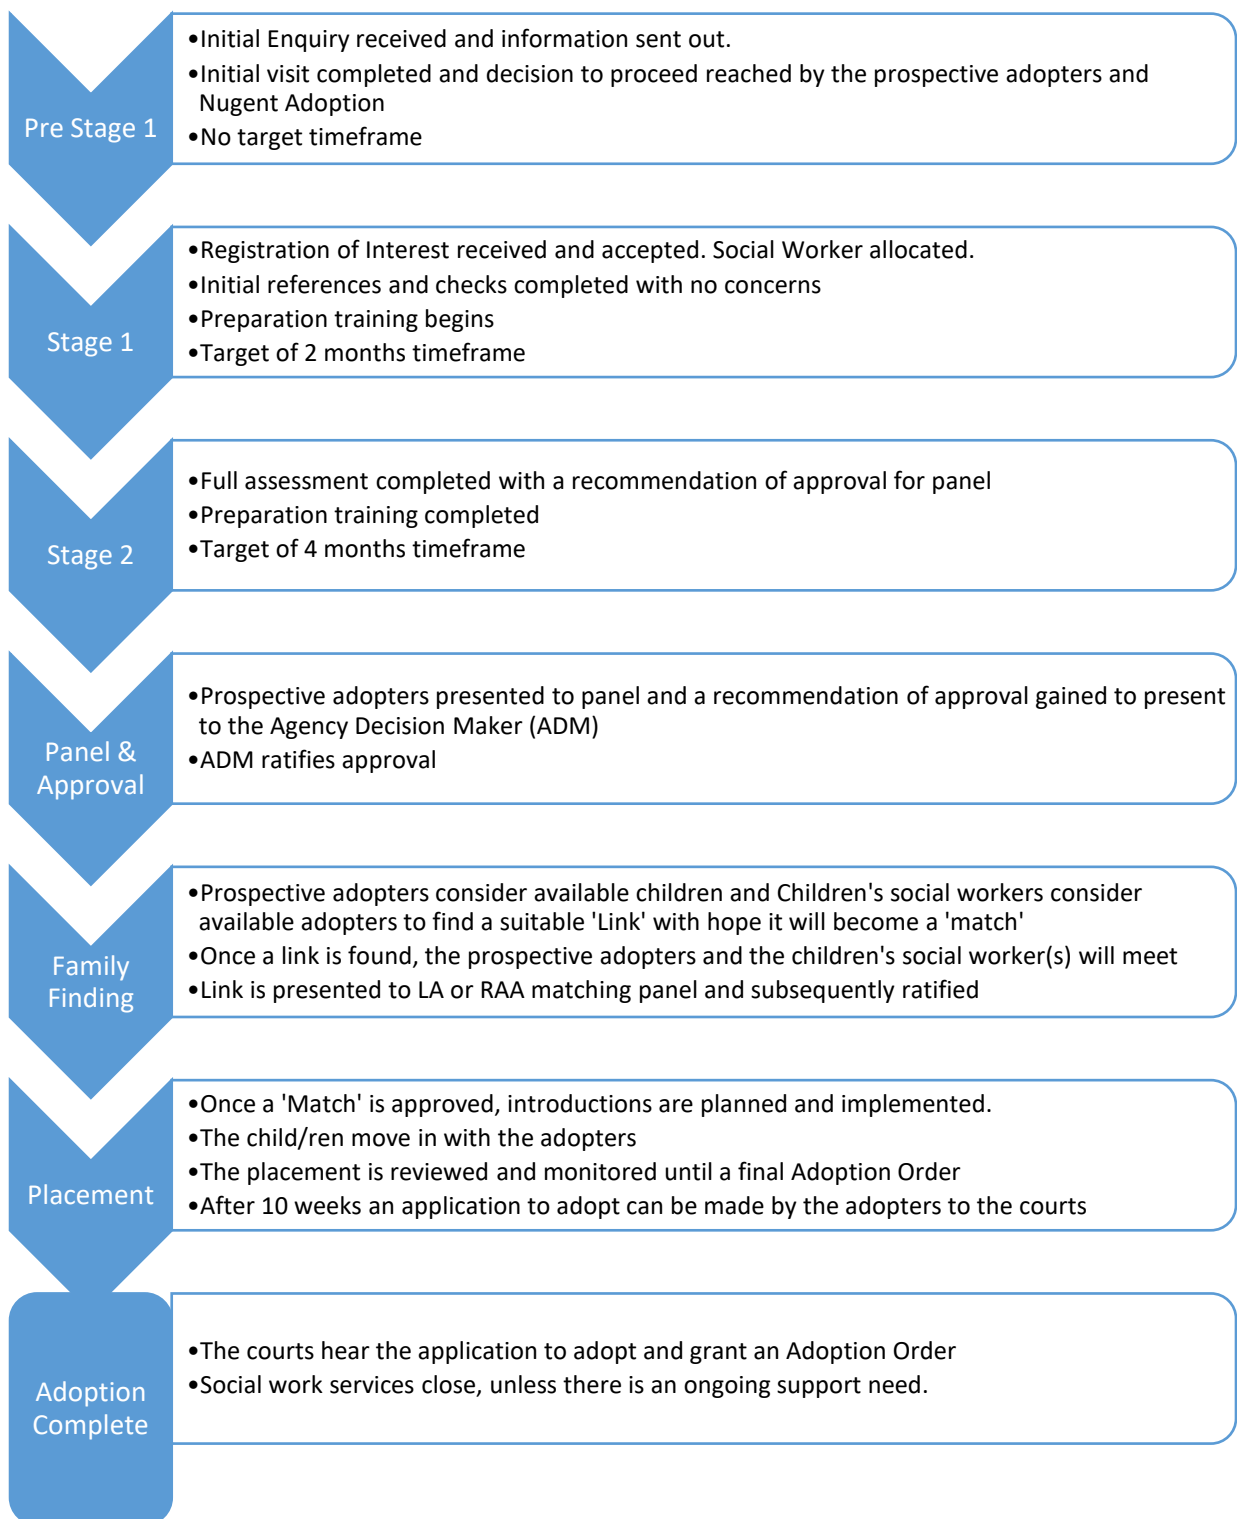 Pre Stage 1
•Initial Enquiry received and information sent out.
•Initial visit completed and decision to proceed reached by the prospective adopters and
Nugent Adoption
•No target timeframe
Stage 1
•Registration of Interest received and accepted. Social Worker allocated.
•Initial references and checks completed with no concerns
•Preparation training begins
•Target of 2 months timeframe
Stage 2
•Full assessment completed with a recommendation of approval for panel
•Preparation training completed
•Target of 4 months timeframe
Panel &
Approval
•Prospective adopters presented to panel and a recommendation of approval gained to present
to the Agency Decision Maker (ADM)
•ADM ratifies approval
Family
Finding
•Prospective adopters consider available children and Children's social workers consider
available adopters to find a suitable 'Link' with hope it will become a 'match'
•Once a link is found, the prospective adopters and the children's social worker(s) will meet
•Link is presented to LA or RAA matching panel and subsequently ratified
Placement
•Once a 'Match' is approved, introductions are planned and implemented.
•The child/ren move in with the adopters
•The placement is reviewed and monitored until a final Adoption Order
•After 10 weeks an application to adopt can be made by the adopters to the courts
Adoption
Complete
•The courts hear the application to adopt and grant an Adoption Order
•Social work services close, unless there is an ongoing support need.